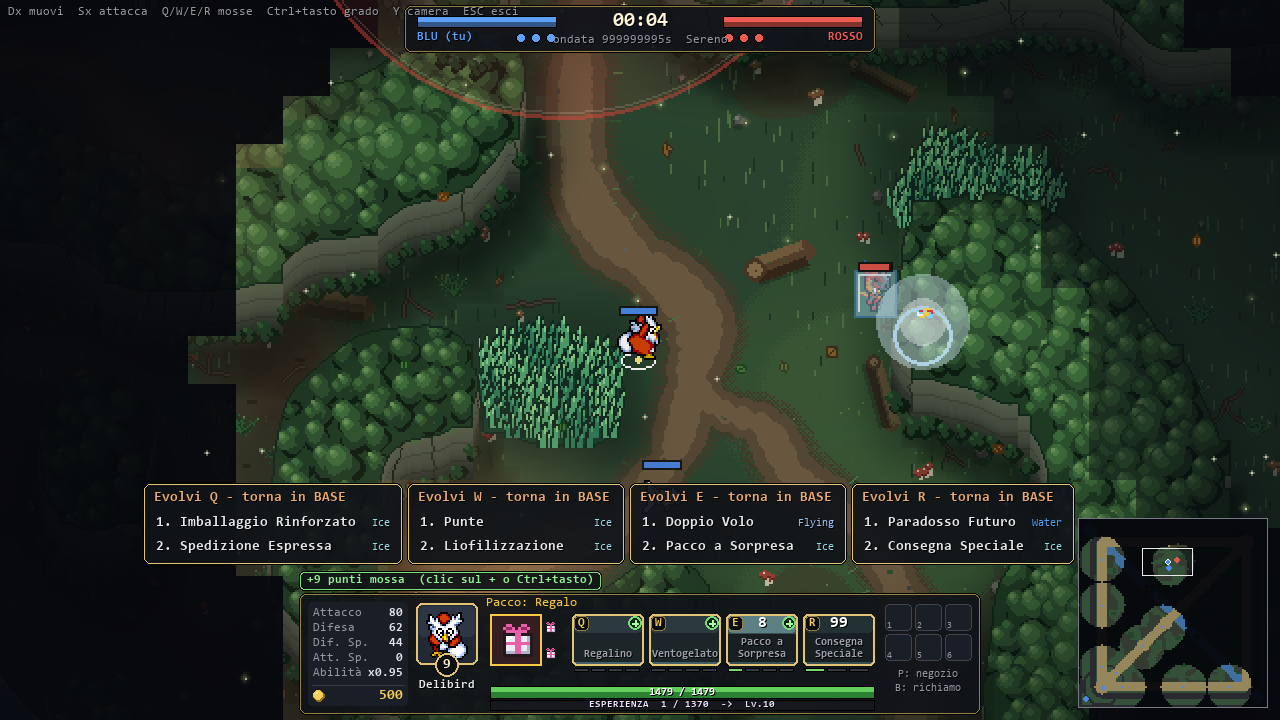 Dx muovi  Sx attacca  Q/W/E/R mosse  Ctrl+tasto grado  Y camera  ESC esci
00:04
BLU (tu)
ondata 999999995s  Sereno
ROSSO
Evolvi Q - torna in BASE
1. Imballaggio Rinforzato  Ice
2. Spedizione Espressa  Ice
Evolvi W - torna in BASE
1. Punte  Ice
2. Liofilizzazione  Ice
Evolvi E - torna in BASE
1. Doppio Volo  Flying
2. Pacco a Sorpresa  Ice
Evolvi R - torna in BASE
1. Paradosso Futuro  Water
2. Consegna Speciale  Ice
+9 punti mossa  (clic sul + o Ctrl+tasto)
Attacco  80
Difesa  62
Dif. Sp.  44
Att. Sp.  0
Abilità  x0.95
500
9
Delibird
Pacco: Regalo
Q
Regalino
W
Ventogelato
E  8
Pacco a
Sorpresa
R  99
Consegna
Speciale
1479 / 1479
ESPERIENZA  1 / 1370  ->  Lv.10
1  2  3
4  5  6
P: negozio
B: richiamo